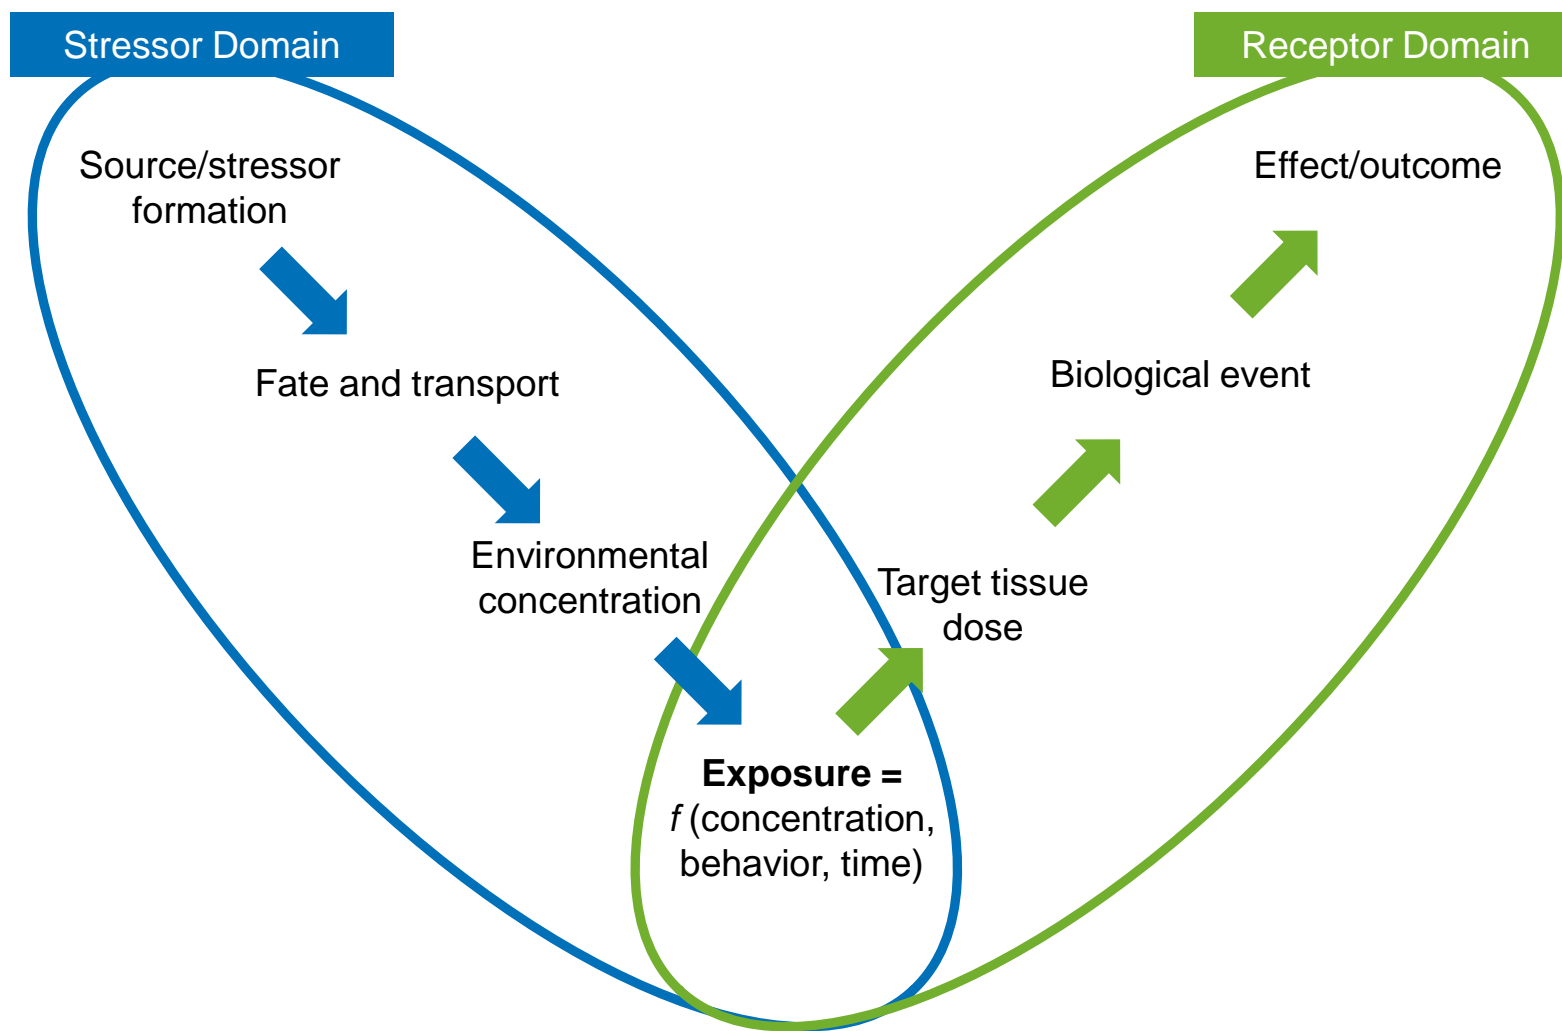 Stressor Domain
Receptor Domain
Source/stressor
formation
Effect/outcome
Fate and transport
Biological event
Environmental
concentration
Target tissue
dose
Exposure =
f (concentration,
behavior, time)